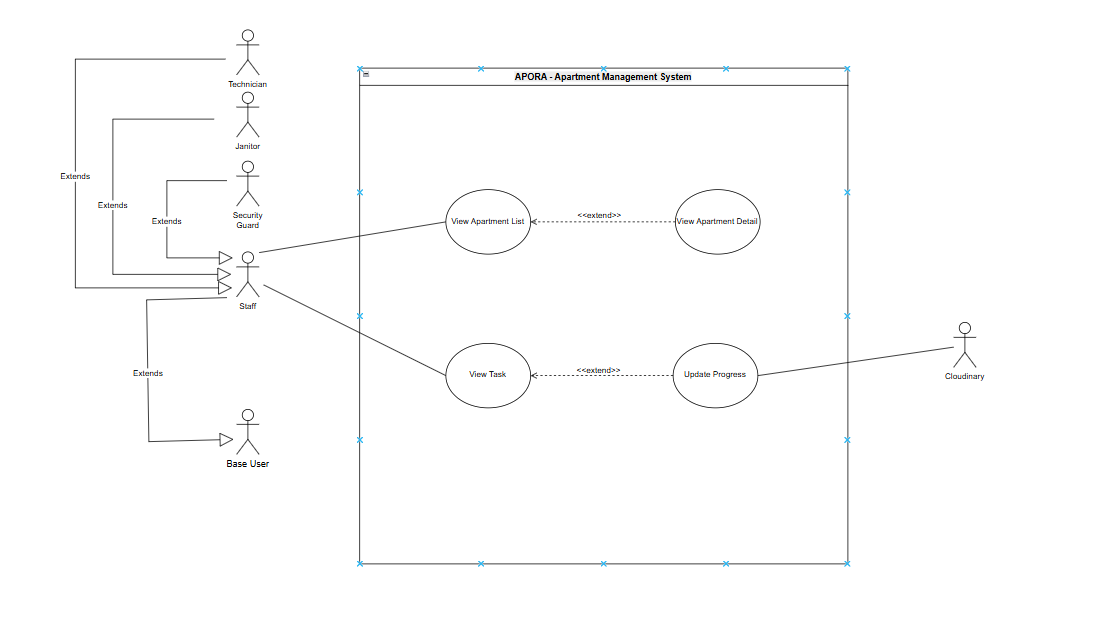 Technician
APORA - Apartment Management System
Janitor
Extends
Extends
Security
Guard
Extends
View Apartment List
<<extend>>
View Apartment Detail
Staff
Extends
View Task
<<extend>>
Update Progress
Cloudinary
Base User